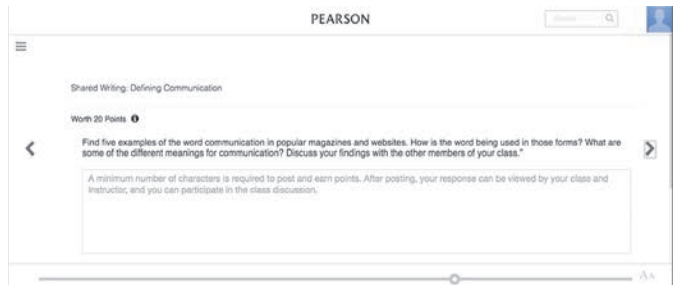 PEARSON
Shared Writing: Defining Communication
Worth 20 Points
Find five examples of the word communication in popular magazines and websites. How is the word being used in those forms? What are
some of the different meanings for communication? Discuss your findings with the other members of your class."
A minimum number of characters is required to post and earn points. After posting, your response can be viewed by your class and
instructor, and you can participate in the class discussion.
AA